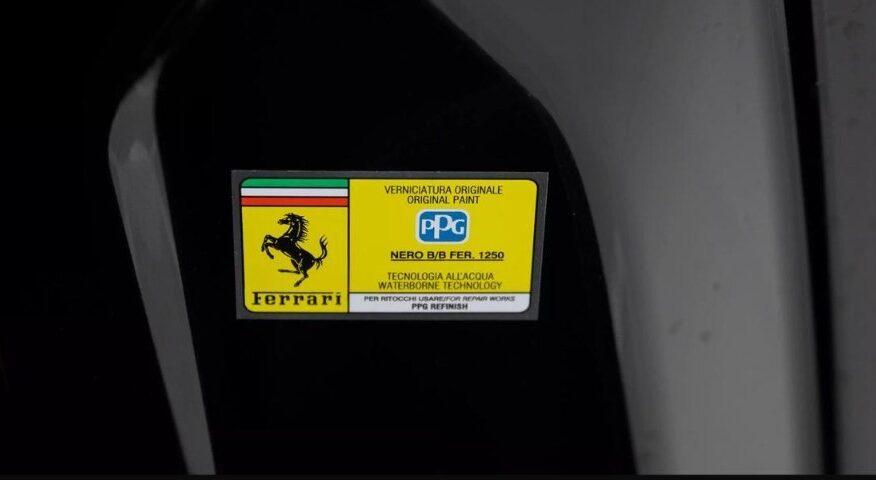 VERNICIATURA ORIGINALE
ORIGINAL PAINT
PPG
NERO B/B FER. 1250
TECNOLOGIA ALL'ACQUA
WATERBORNE TECHNOLOGY
Ferrari
PER RITOCCHI USARE/FOR REPAIR WORKS
PPG REFINISH